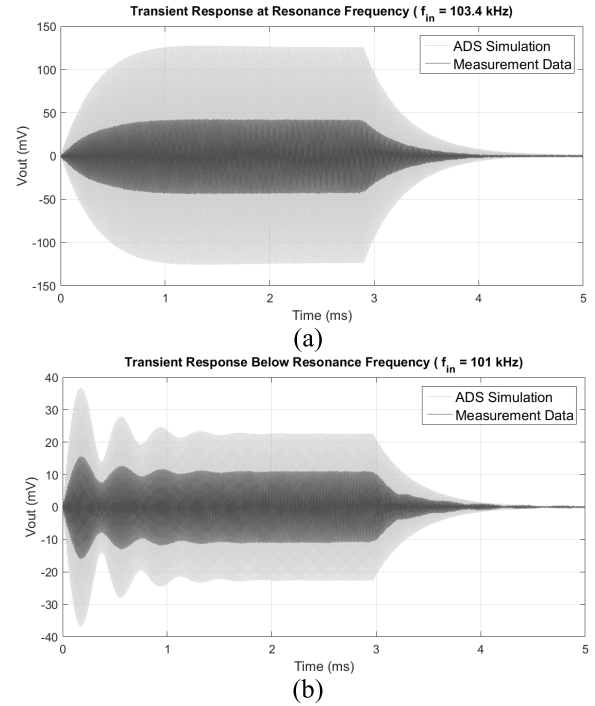 Transient Response at Resonance Frequency ( f_in = 103.4 kHz)
150
100
50
0
-50
-100
-150
Vout (mV)
ADS Simulation
Measurement Data
0 1 2 3 4 5
Time (ms)
(a)
Transient Response Below Resonance Frequency ( f_in = 101 kHz)
40
30
20
10
0
-10
-20
-30
-40
Vout (mV)
ADS Simulation
Measurement Data
0 1 2 3 4 5
Time (ms)
(b)